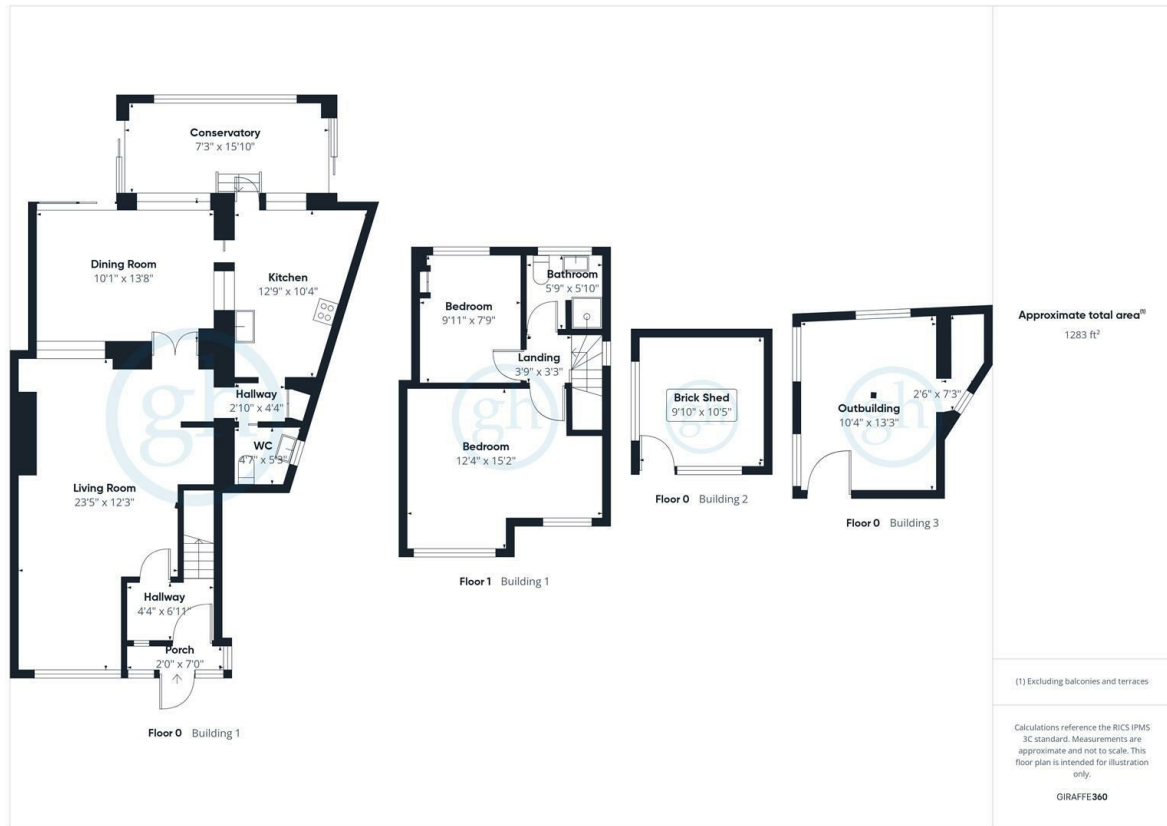 Conservatory
7'3" x 15'10"
Dining Room
10'1" x 13'8"
Kitchen
12'9" x 10'4"
Hallway
2'10" x 4'4"
WC
4'7" x 5'3"
Living Room
23'5" x 12'3"
Hallway
4'4" x 6'11"
Porch
2'0" x 7'0"
Floor 0 Building 1
Bedroom
9'11" x 7'9"
Bathroom
5'9" x 5'10"
Landing
3'9" x 3'3"
Bedroom
12'4" x 15'2"
Floor 1 Building 1
Brick Shed
9'10" x 10'5"
Floor 0 Building 2
2'6" x 7'3"
Outbuilding
10'4" x 13'3"
Floor 0 Building 3
gh
gh
gh
gh
Approximate total area(1)
1283 ft²
(1) Excluding balconies and terraces
Calculations reference the RICS IPMS
3C standard. Measurements are
approximate and not to scale. This
floor plan is intended for illustration
only.
GIRAFFE360